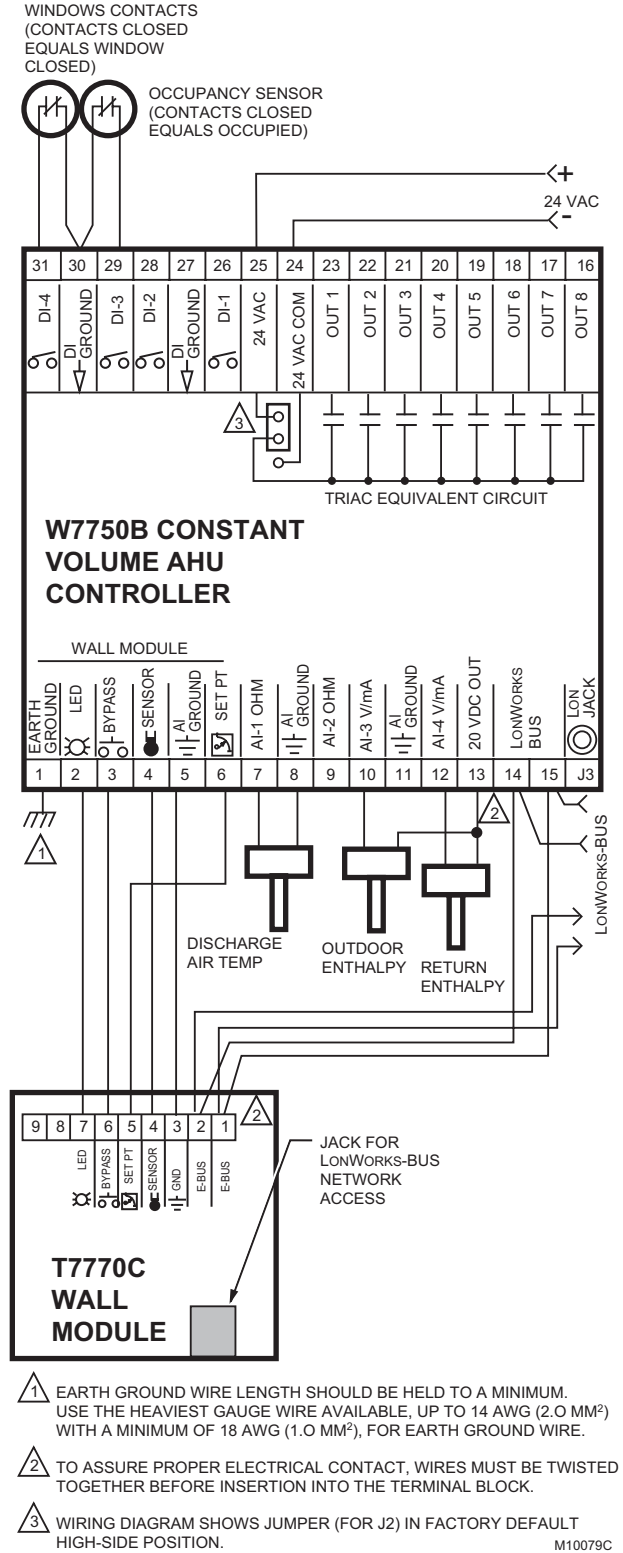 WINDOWS CONTACTS
(CONTACTS CLOSED
EQUALS WINDOW
CLOSED)
OCCUPANCY SENSOR
(CONTACTS CLOSED
EQUALS OCCUPIED)
+
24 VAC
-
31 30 29 28 27 26 25 24 23 22 21 20 19 18 17 16
DI-4
DI
GROUND
DI-3
DI-2
DI
GROUND
DI-1
24 VAC
24 VAC COM
OUT 1
OUT 2
OUT 3
OUT 4
OUT 5
OUT 6
OUT 7
OUT 8
3
TRIAC EQUIVALENT CIRCUIT
W7750B CONSTANT
VOLUME AHU
CONTROLLER
WALL MODULE
EARTH
GROUND
LED
BYPASS
SENSOR
AI
GROUND
SET PT
AI-1 OHM
AI
GROUND
AI-2 OHM
AI-3 V/mA
AI
GROUND
AI-4 V/mA
20 VDC OUT
LONWORKS
BUS
LON
JACK
1 2 3 4 5 6 7 8 9 10 11 12 13 14 15 J3
1
2
LONWORKS-BUS
DISCHARGE
AIR TEMP
OUTDOOR
ENTHALPY
RETURN
ENTHALPY
9 8 7 6 5 4 3 2 1
2
LED
BYPASS
SET PT
SENSOR
GND
E-BUS
E-BUS
JACK FOR
LONWORKS-BUS
NETWORK
ACCESS
T7770C
WALL
MODULE
1 EARTH GROUND WIRE LENGTH SHOULD BE HELD TO A MINIMUM.
USE THE HEAVIEST GAUGE WIRE AVAILABLE, UP TO 14 AWG (2.O MM²)
WITH A MINIMUM OF 18 AWG (1.O MM²), FOR EARTH GROUND WIRE.
2 TO ASSURE PROPER ELECTRICAL CONTACT, WIRES MUST BE TWISTED
TOGETHER BEFORE INSERTION INTO THE TERMINAL BLOCK.
3 WIRING DIAGRAM SHOWS JUMPER (FOR J2) IN FACTORY DEFAULT
HIGH-SIDE POSITION.
M10079C